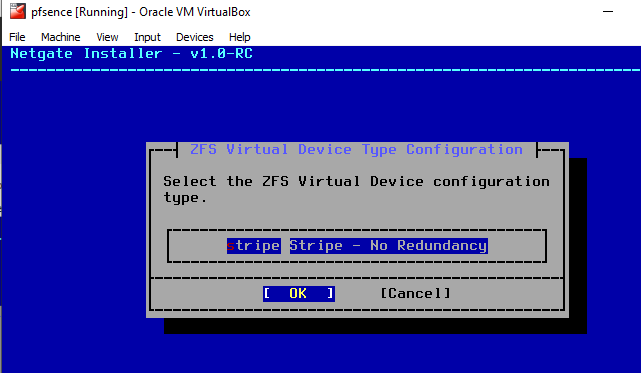 pfsence [Running] - Oracle VM VirtualBox
File Machine View Input Devices Help
Netgate Installer - v1.0-RC
ZFS Virtual Device Type Configuration
Select the ZFS Virtual Device configuration
type.
stripe Stripe - No Redundancy
[ OK ] [Cancel]